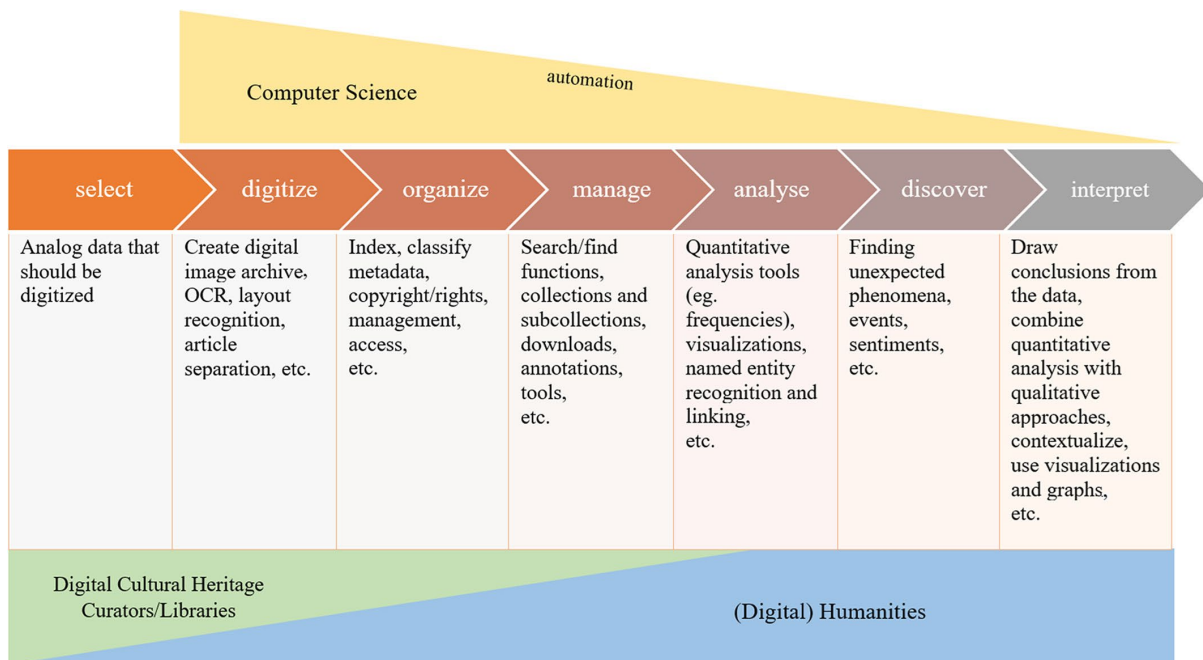 automation
Computer Science
select
digitize
organize
manage
analyse
discover
interpret
Analog data that
should be
digitized
Create digital
image archive,
OCR, layout
recognition,
article
separation, etc.
Index, classify
metadata,
copyright/rights,
management,
access,
etc.
Search/find
functions,
collections and
subcollections,
downloads,
annotations,
tools,
etc.
Quantitative
analysis tools
(eg.
frequencies),
visualizations,
named entity
recognition and
linking,
etc.
Finding
unexpected
phenomena,
events,
sentiments,
etc.
Draw
conclusions from
the data,
combine
quantitative
analysis with
qualitative
approaches,
contextualize,
use visualizations
and graphs,
etc.
Digital Cultural Heritage
Curators/Libraries
(Digital) Humanities